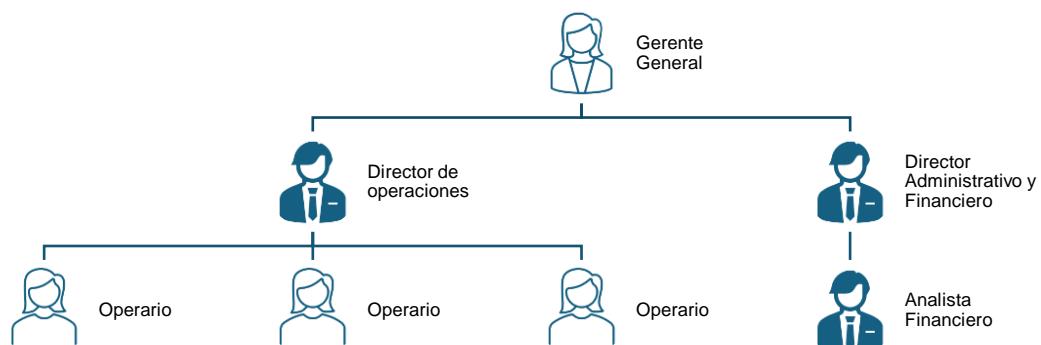 Gerente
General
Director de
operaciones
Director
Administrativo y
Financiero
Operario
Operario
Operario
Analista
Financiero